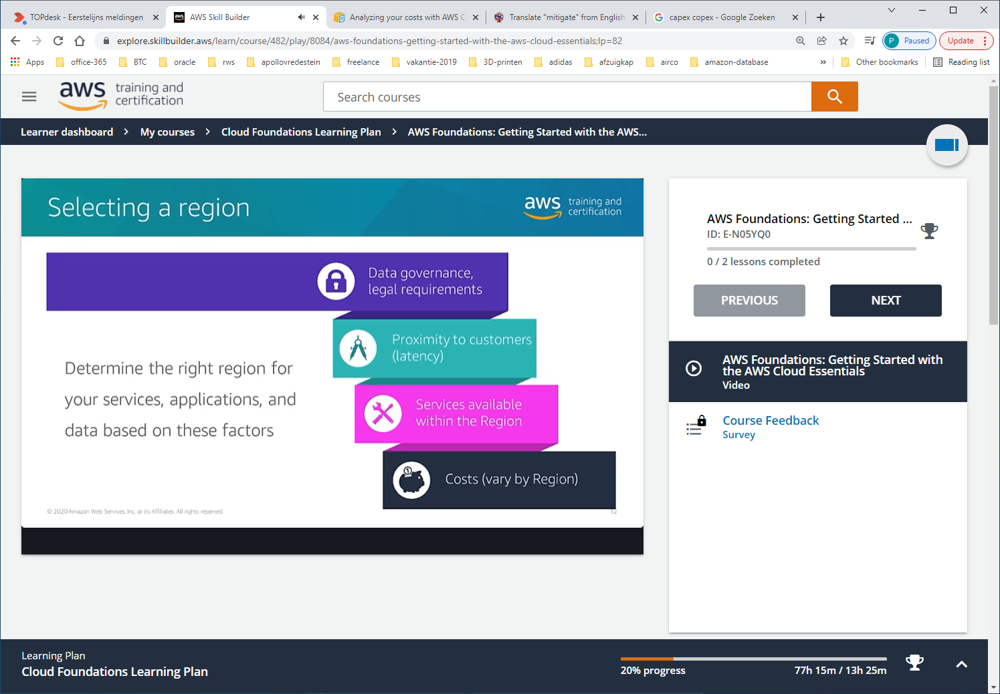 TOPdesk - Eerstelijns meldingen
AWS Skill Builder
Analyzing your costs with AWS C
Translate "mitigate" from English
capex copex - Google Zoeken
explore.skillbuilder.aws/learn/course/482/play/8084/aws-foundations-getting-started-with-the-aws-cloud-essentials;lp=82
P Paused
Update
Apps
office-365
BTC
oracle
rws
apollovredestein
freelance
vakantie-2019
3D-printen
adidas
afzuigkap
airco
amazon-database
»
Other bookmarks
Reading list
aws training and
certification
Search courses
Learner dashboard > My courses > Cloud Foundations Learning Plan > AWS Foundations: Getting Started with the AWS...
Selecting a region
aws training and
certification
Data governance,
legal requirements
Proximity to customers
(latency)
Services available
within the Region
Costs (vary by Region)
Determine the right region for
your services, applications, and
data based on these factors
© 2020 Amazon Web Services, Inc. or its Affiliates. All rights reserved.
12
AWS Foundations: Getting Started ...
ID: E-N05YQ0
0 / 2 lessons completed
PREVIOUS
NEXT
AWS Foundations: Getting Started with
the AWS Cloud Essentials
Video
Course Feedback
Survey
Learning Plan
Cloud Foundations Learning Plan
20% progress
77h 15m / 13h 25m